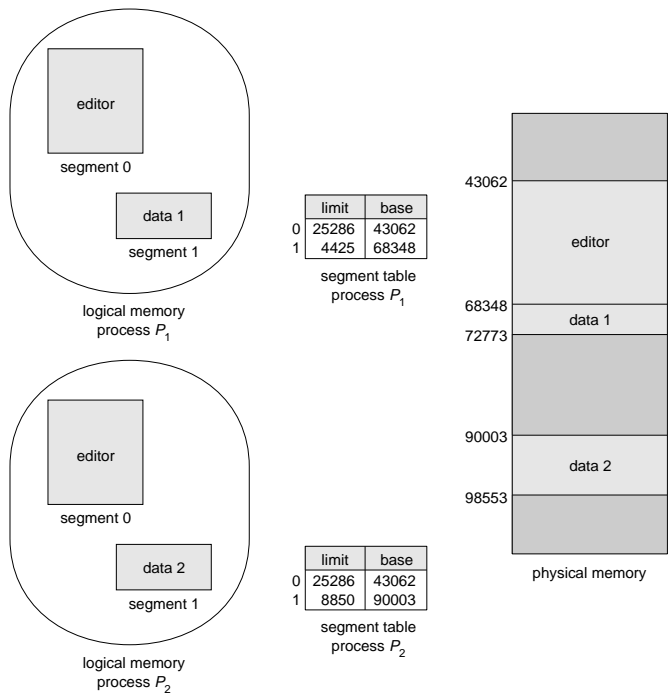 editor
segment 0
data 1
segment 1
logical memory
process P1
limit base
0 25286 43062
1 4425 68348
segment table
process P1
43062
editor
68348
data 1
72773
90003
data 2
98553
physical memory
editor
segment 0
data 2
segment 1
logical memory
process P2
limit base
0 25286 43062
1 8850 90003
segment table
process P2